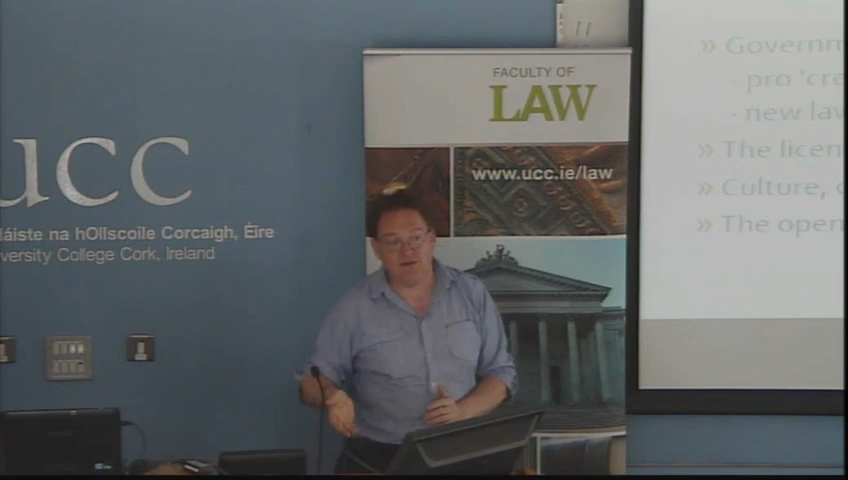 ucc
láiste na hOllscoile Corcaigh, Éire
versity College Cork, Ireland
FACULTY OF
LAW
www.ucc.ie/law
» Governm
- pro 'cre
- new law
» The licen
» Culture,
» The open